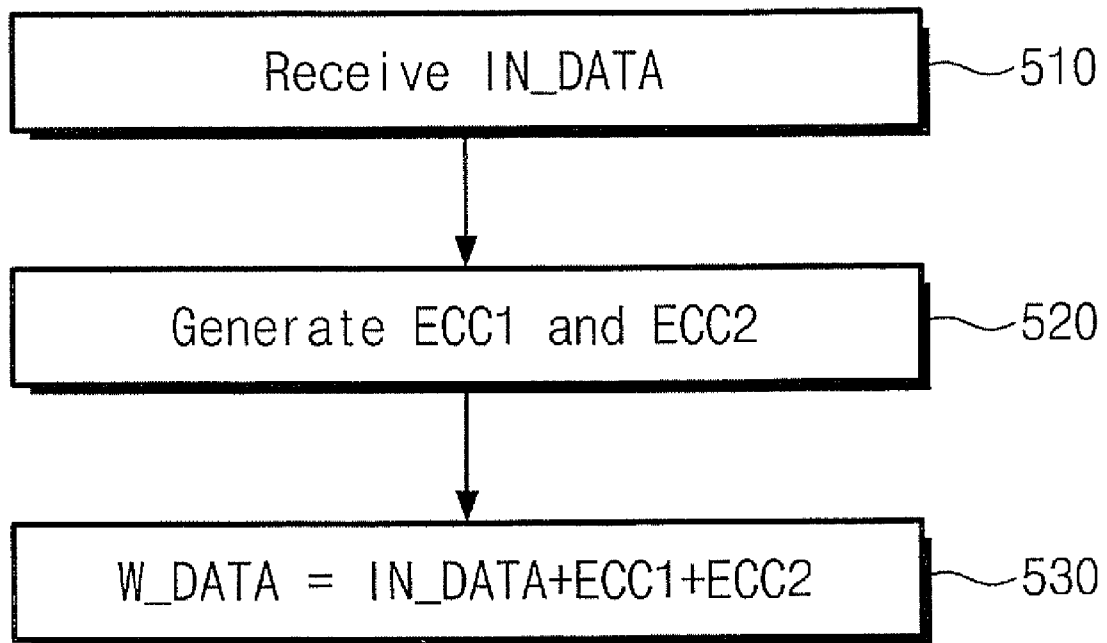 Receive IN_DATA
510
Generate ECC1 and ECC2
520
W_DATA = IN_DATA+ECC1+ECC2
530